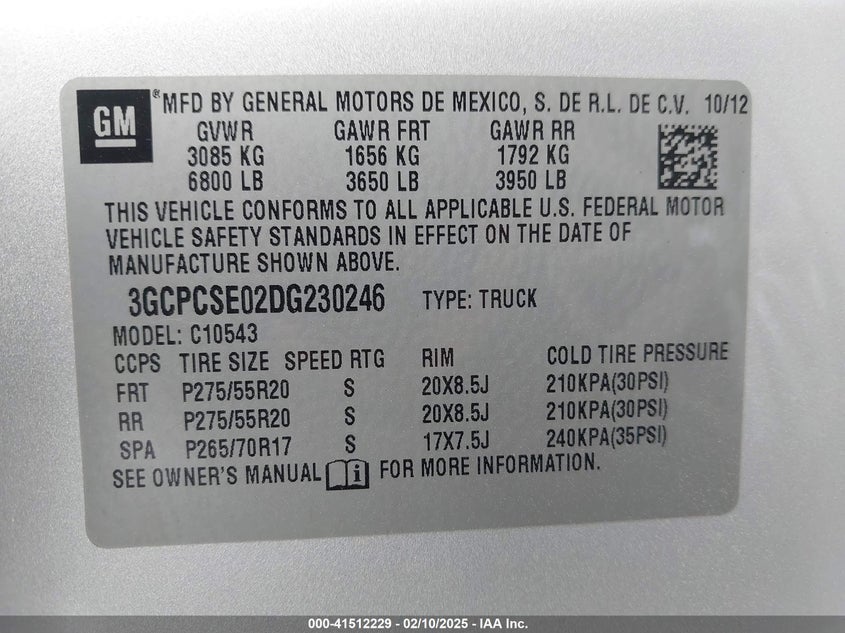 GM ® MFD BY GENERAL MOTORS DE MEXICO, S. DE R.L. DE C.V. 10/12
GVWR GAWR FRT GAWR RR
3085 KG 1656 KG 1792 KG
6800 LB 3650 LB 3950 LB
THIS VEHICLE CONFORMS TO ALL APPLICABLE U.S. FEDERAL MOTOR
VEHICLE SAFETY STANDARDS IN EFFECT ON THE DATE OF
MANUFACTURE SHOWN ABOVE.
3GCPCSE02DG230246 TYPE: TRUCK
MODEL: C10543
CCPS TIRE SIZE SPEED RTG RIM COLD TIRE PRESSURE
FRT P275/55R20 S 20X8.5J 210KPA(30PSI)
RR P275/55R20 S 20X8.5J 210KPA(30PSI)
SPA P265/70R17 S 17X7.5J 240KPA(35PSI)
SEE OWNER'S MANUAL i FOR MORE INFORMATION.
000-41512229 — 02/10/2025 — IAA Inc.